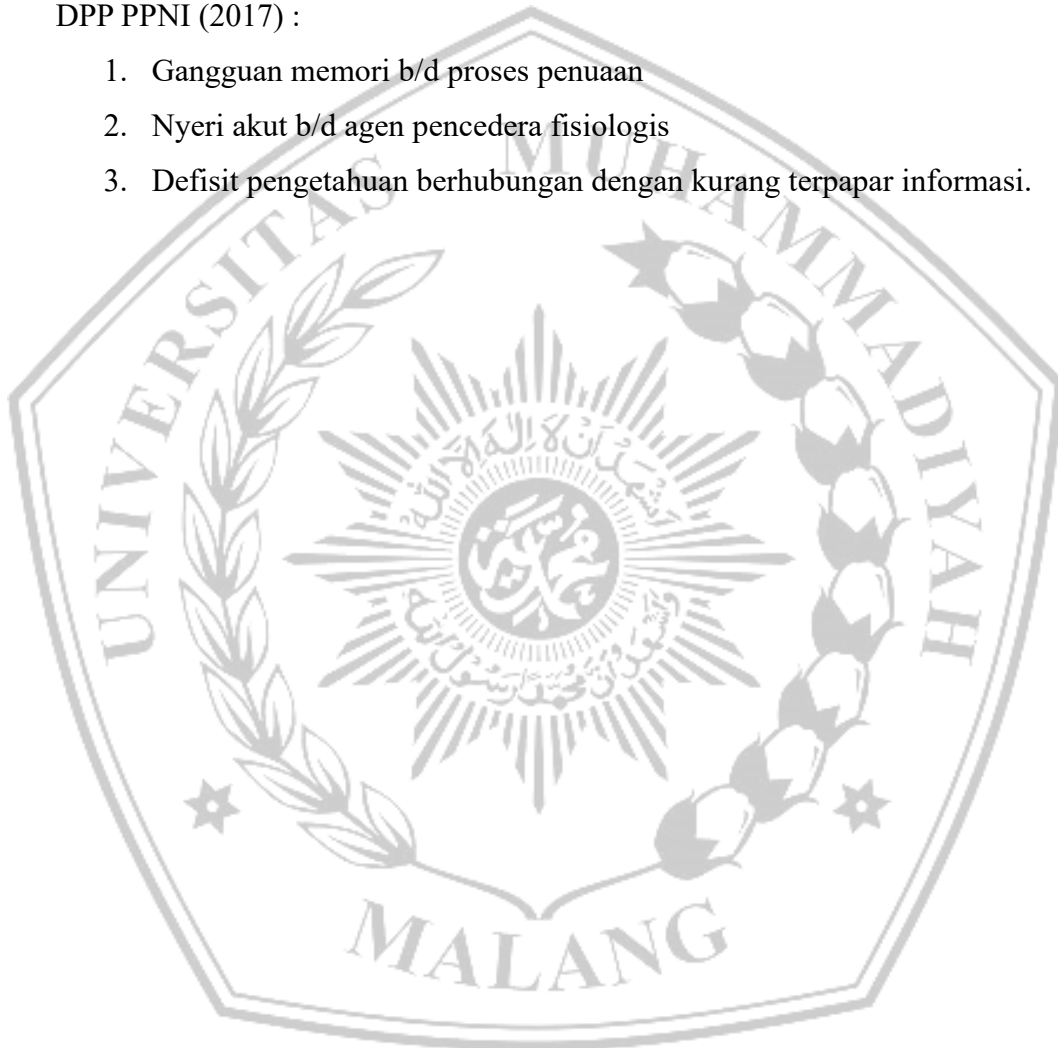 DPP PPNI (2017) :
1. Gangguan memori b/d proses penuaan
2. Nyeri akut b/d agen pencedera fisiologis
3. Defisit pengetahuan berhubungan dengan kurang terpapar informasi.
UNIVERSITAS MUHAMMADIYAH
MALANG